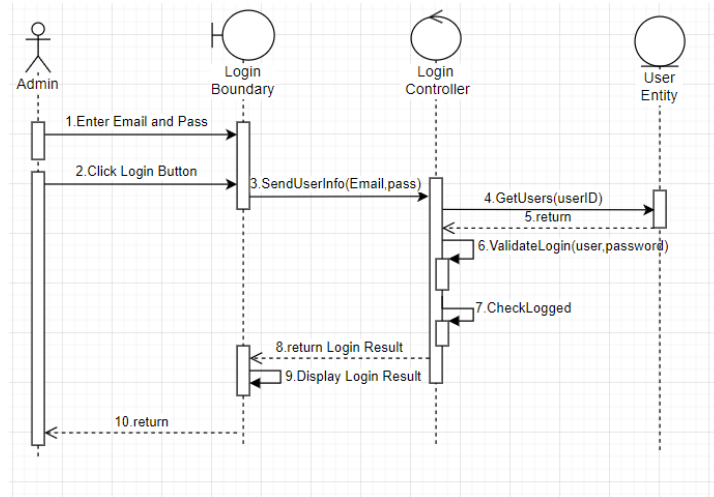 Admin
Login
Boundary
Login
Controller
User
Entity
1.Enter Email and Pass
2.Click Login Button
3.SendUserInfo(Email,pass)
4.GetUsers(userID)
5.return
6.ValidateLogin(user,password)
7.CheckLogged
8.return Login Result
9.Display Login Result
10.return